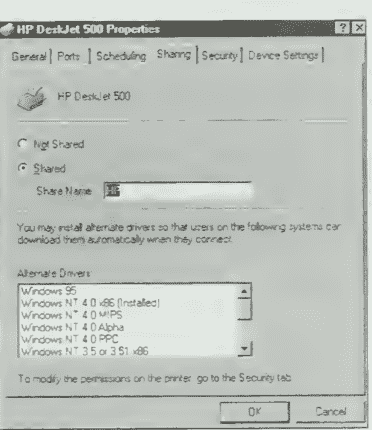 HP DeskJet 500 Properties
General Ports Scheduling Sharing Security Device Settings
HP DeskJet 500
Not Shared
Shared
Share Name: HP
You may install alternate drivers so that users on the following systems can
download them automatically when they connect.
Alternate Drivers:
Windows 95
Windows NT 4.0 x86 (Installed)
Windows NT 4.0 MIPS
Windows NT 4.0 Alpha
Windows NT 4.0 PPC
Windows NT 3.5 or 3.51 x86
To modify the permissions on the printer, go to the Security tab
OK Cancel